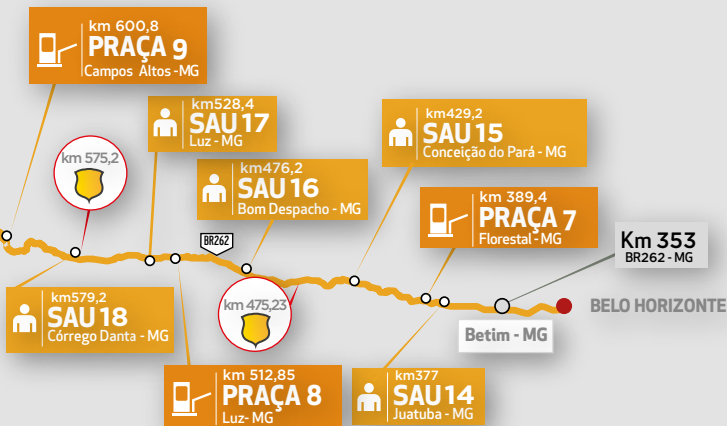 km 600,8
PRAÇA 9
Campos Altos - MG
km528,4
SAU 17
Luz - MG
km429,2
SAU 15
Conceição do Pará - MG
km 575,2
km476,2
SAU 16
Bom Despacho - MG
km 389,4
PRAÇA 7
Florestal - MG
BR262
Km 353
BR262 - MG
km579,2
SAU 18
Córrego Danta - MG
km 475,23
BELO HORIZONTE
Betim - MG
km 512,85
PRAÇA 8
Luz- MG
km377
SAU 14
Juatuba - MG